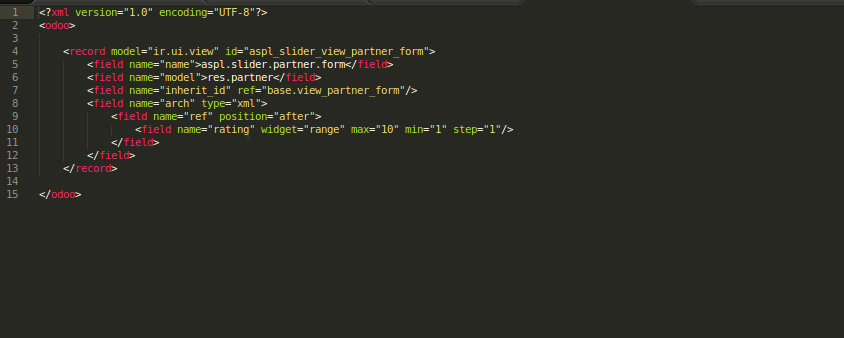 1 <?xml version="1.0" encoding="UTF-8"?>
2 <odoo>
3
4     <record model="ir.ui.view" id="aspl_slider_view_partner_form">
5         <field name="name">aspl.slider.partner.form</field>
6         <field name="model">res.partner</field>
7         <field name="inherit_id" ref="base.view_partner_form"/>
8         <field name="arch" type="xml">
9             <field name="ref" position="after">
10                 <field name="rating" widget="range" max="10" min="1" step="1"/>
11             </field>
12         </field>
13     </record>
14
15 </odoo>